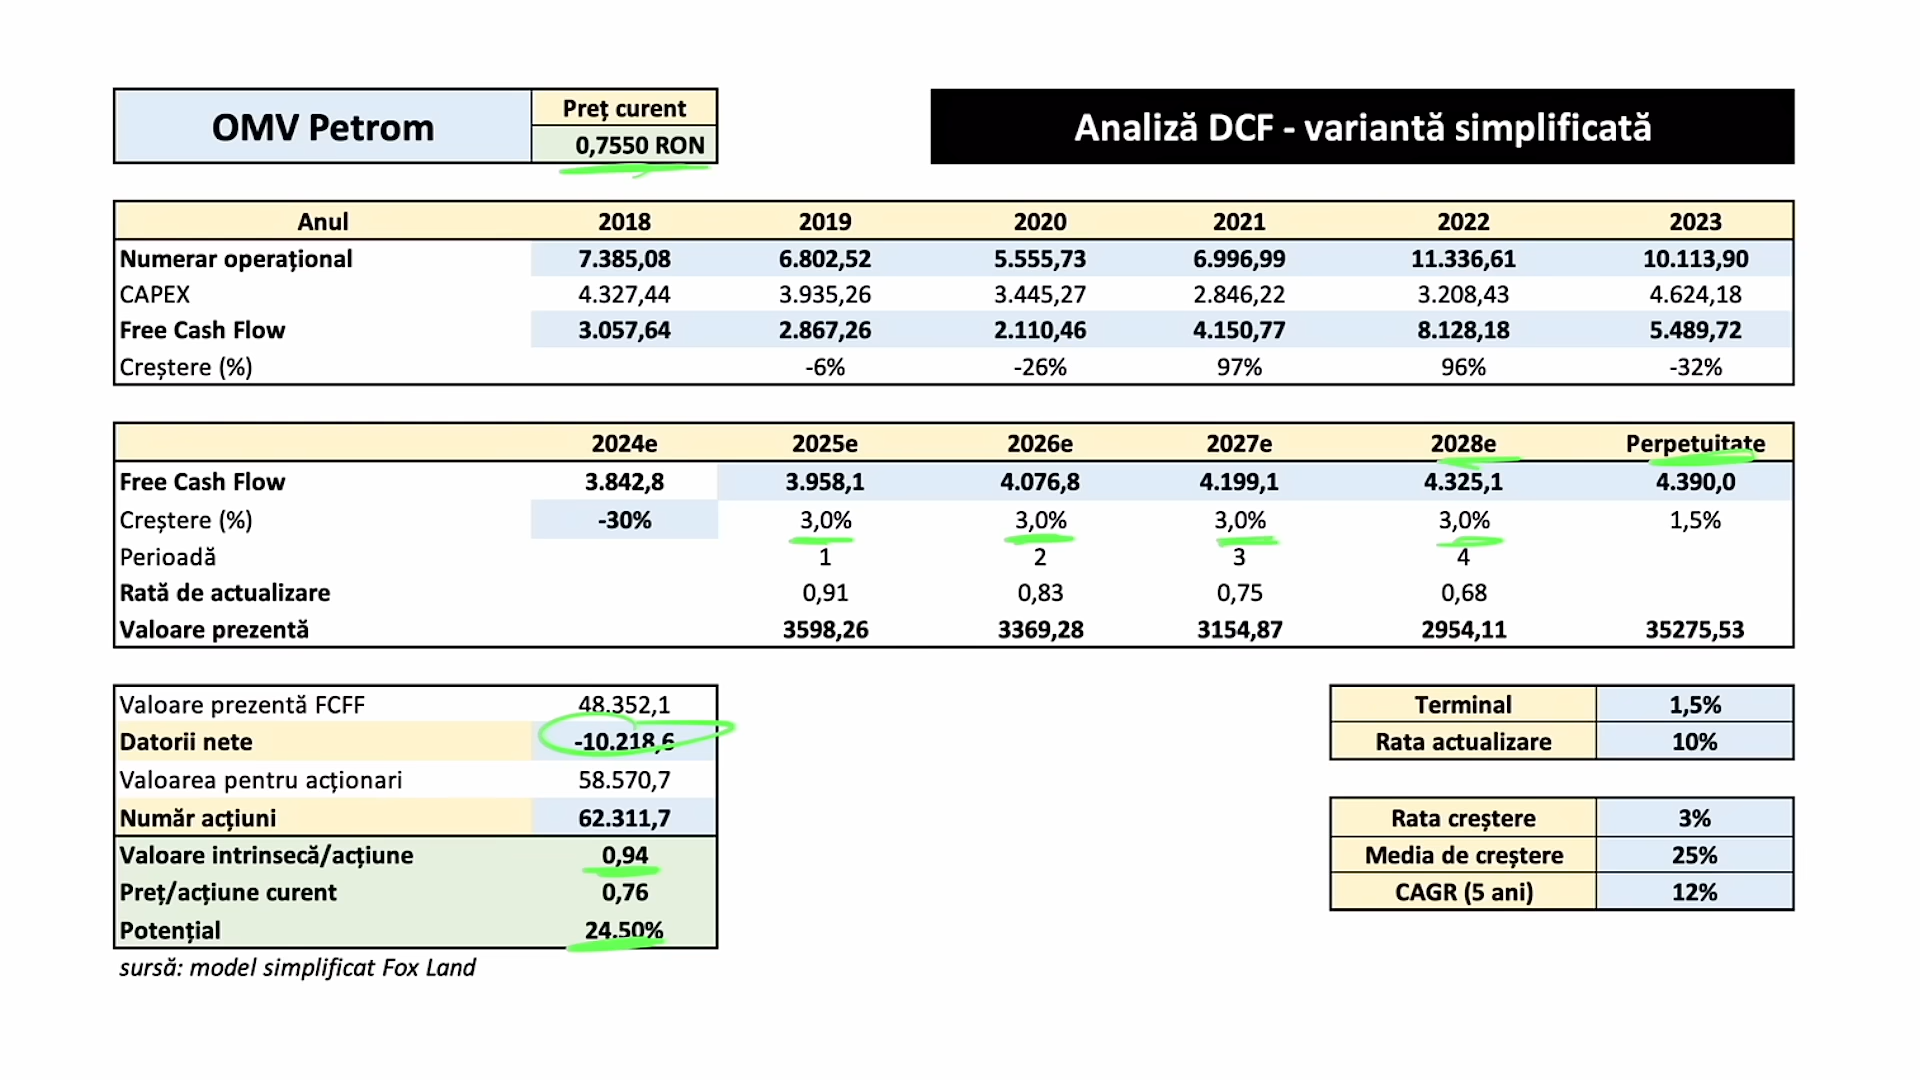 OMV Petrom
Preț curent
0,7550 RON
Analiză DCF - variantă simplificată
Anul 2018 2019 2020 2021 2022 2023
Numerar operațional 7.385,08 6.802,52 5.555,73 6.996,99 11.336,61 10.113,90
CAPEX 4.327,44 3.935,26 3.445,27 2.846,22 3.208,43 4.624,18
Free Cash Flow 3.057,64 2.867,26 2.110,46 4.150,77 8.128,18 5.489,72
Creștere (%) -6% -26% 97% 96% -32%
2024e 2025e 2026e 2027e 2028e Perpetuitate
Free Cash Flow 3.842,8 3.958,1 4.076,8 4.199,1 4.325,1 4.390,0
Creștere (%) -30% 3,0% 3,0% 3,0% 3,0% 1,5%
Perioadă 1 2 3 4
Rată de actualizare 0,91 0,83 0,75 0,68
Valoare prezentă 3598,26 3369,28 3154,87 2954,11 35275,53
Valoare prezentă FCFF 48.352,1
Datorii nete -10.218,6
Valoarea pentru acționari 58.570,7
Număr acțiuni 62.311,7
Valoare intrinsecă/acțiune 0,94
Preț/acțiune curent 0,76
Potențial 24.50%
sursă: model simplificat Fox Land
Terminal 1,5%
Rata actualizare 10%
Rata creștere 3%
Media de creștere 25%
CAGR (5 ani) 12%